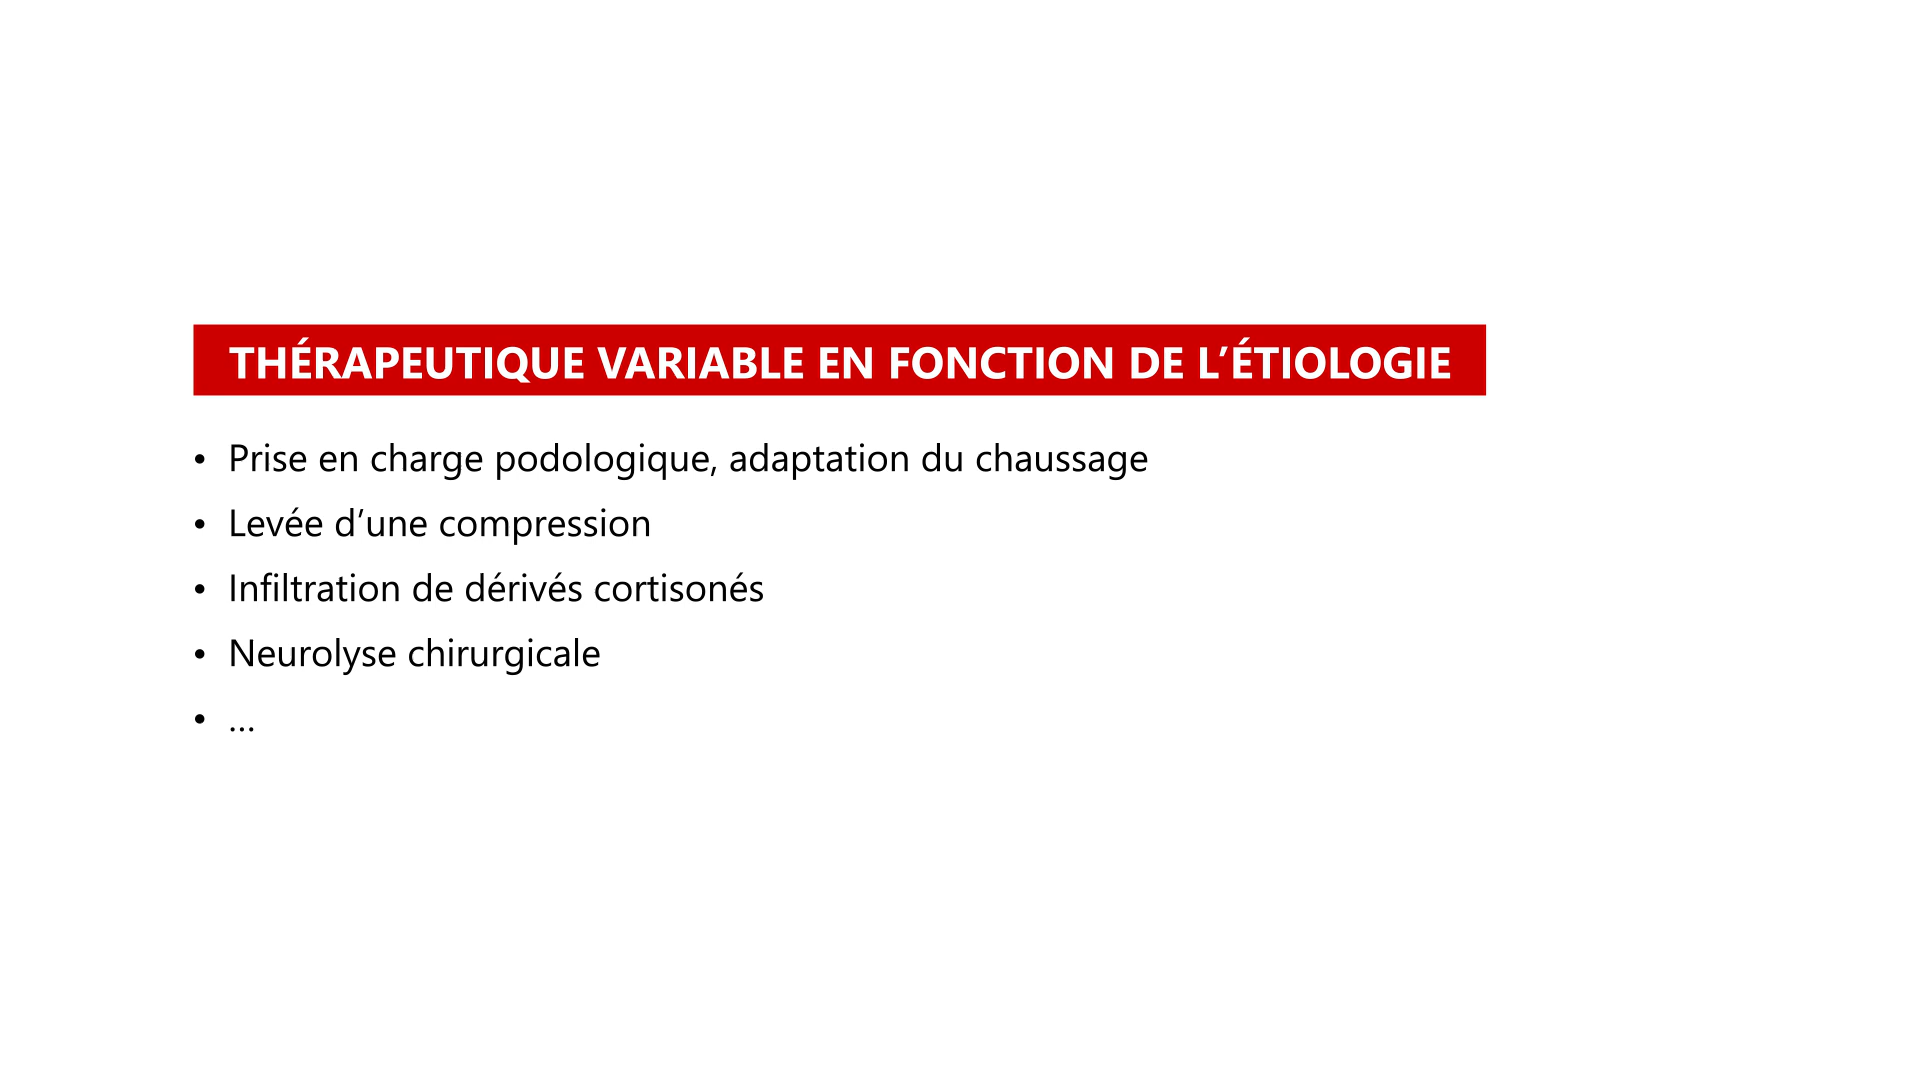 THÉRAPEUTIQUE VARIABLE EN FONCTION DE L’ÉTIOLOGIE
• Prise en charge podologique, adaptation du chaussage
• Levée d’une compression
• Infiltration de dérivés cortisonés
• Neurolyse chirurgicale
• …